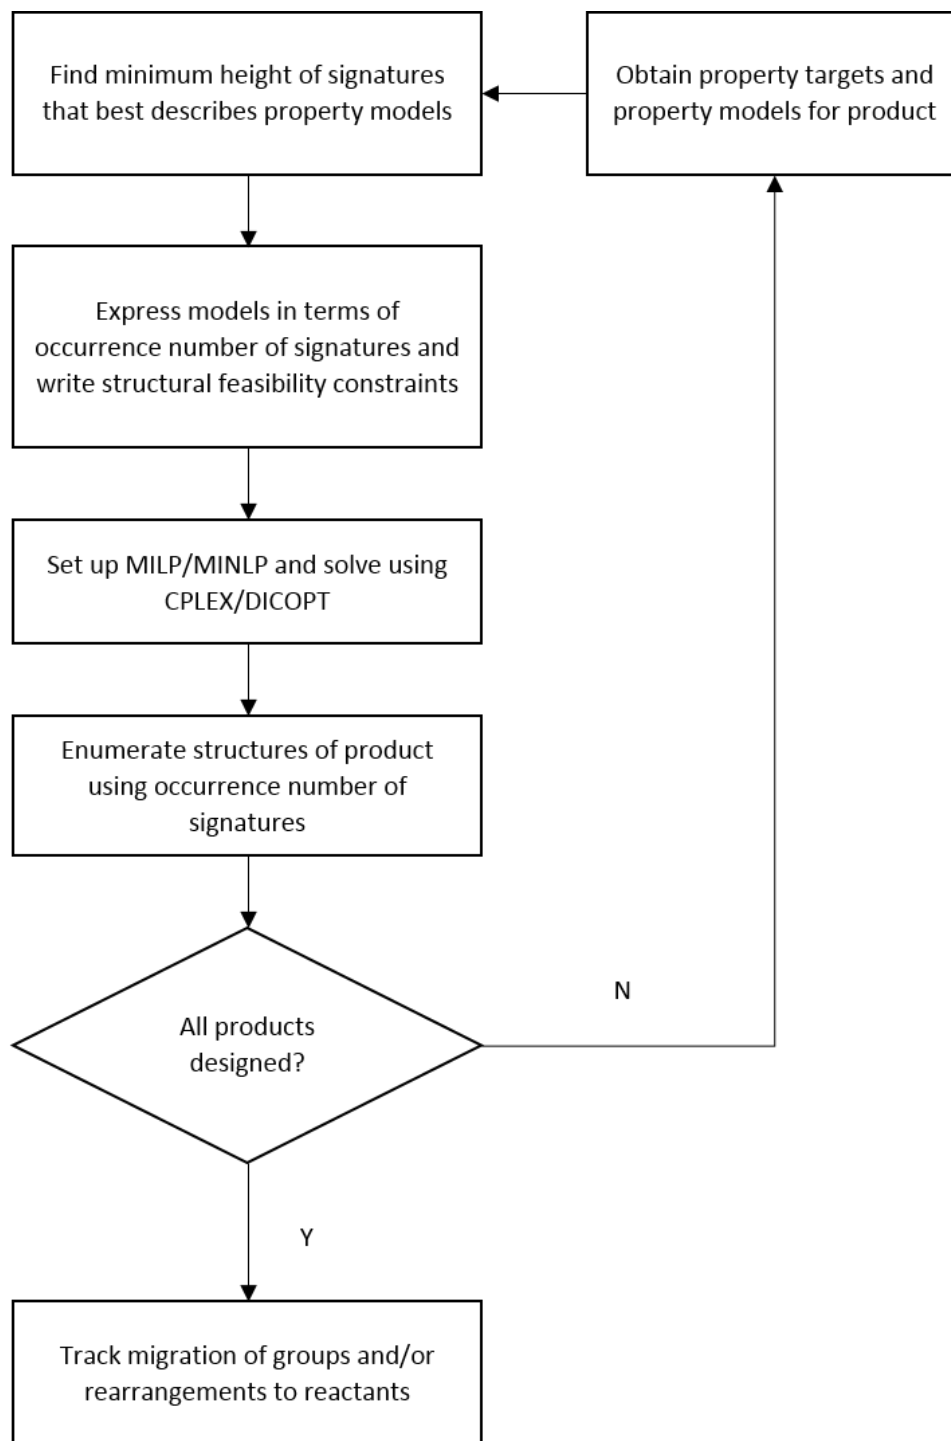 Find minimum height of signatures
that best describes property models
Obtain property targets and
property models for product
Express models in terms of
occurrence number of signatures and
write structural feasibility constraints
Set up MILP/MINLP and solve using
CPLEX/DICOPT
Enumerate structures of product
using occurrence number of
signatures
All products
designed?
N
Y
Track migration of groups and/or
rearrangements to reactants